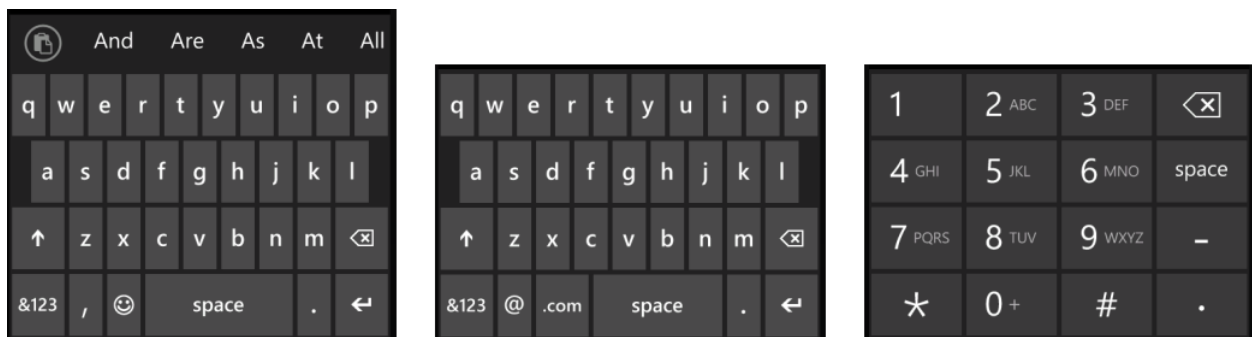 And Are As At All
q w e r t y u i o p
a s d f g h j k l
z x c v b n m
&123 , space .
q w e r t y u i o p
a s d f g h j k l
z x c v b n m
&123 @ .com space .
1 2 ABC 3 DEF
4 GHI 5 JKL 6 MNO space
7 PQRS 8 TUV 9 WXYZ -
* 0 + # .